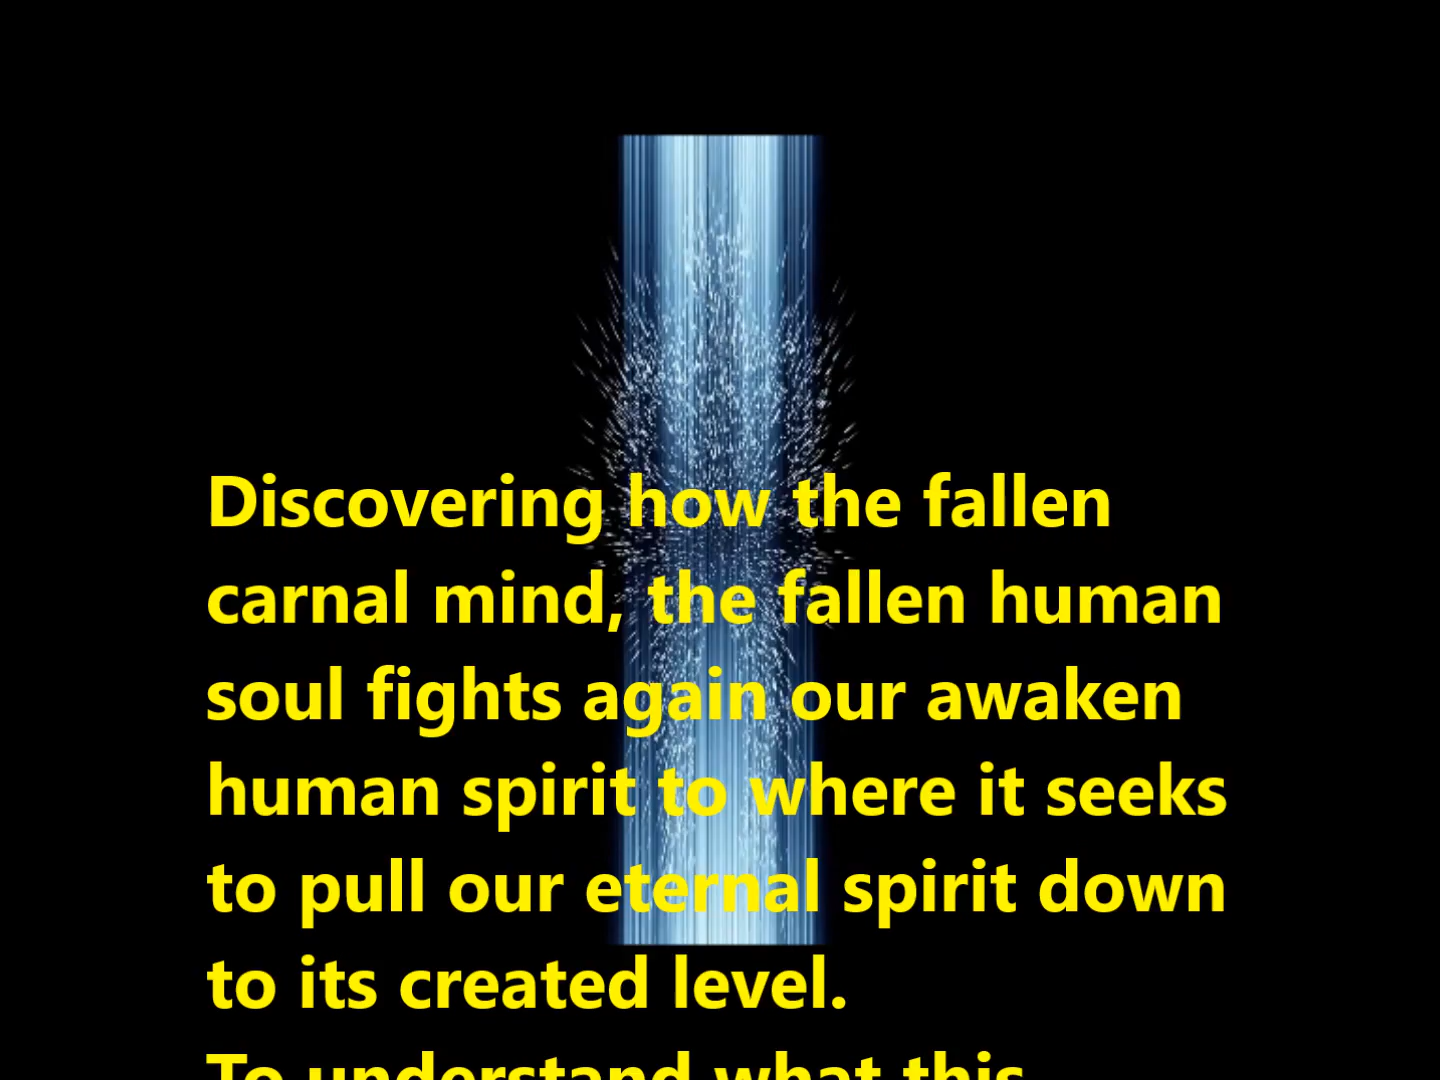 Discovering how the fallen
carnal mind, the fallen human
soul fights again our awaken
human spirit to where it seeks
to pull our eternal spirit down
to its created level.
To understand what this